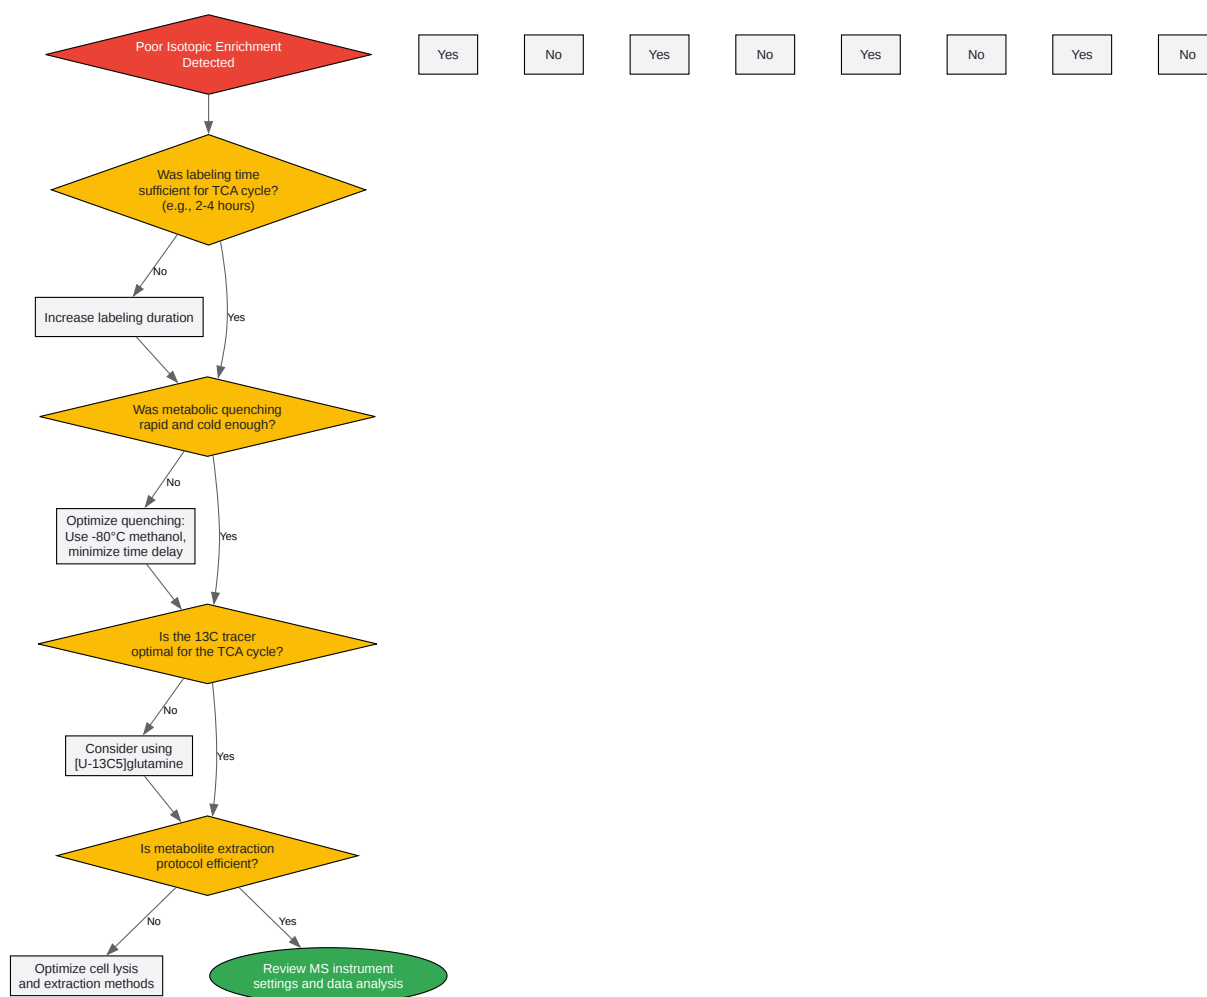 Poor Isotopic Enrichment
Detected
Yes
No
Yes
No
Yes
No
Yes
No
Was labeling time
sufficient for TCA cycle?
(e.g., 2-4 hours)
No
Increase labeling duration
Yes
Was metabolic quenching
rapid and cold enough?
No
Optimize quenching:
Use -80°C methanol,
minimize time delay
Yes
Is the 13C tracer
optimal for the TCA cycle?
No
Consider using
[U-13C5]glutamine
Yes
Is metabolite extraction
protocol efficient?
No
Yes
Optimize cell lysis
and extraction methods
Review MS instrument
settings and data analysis